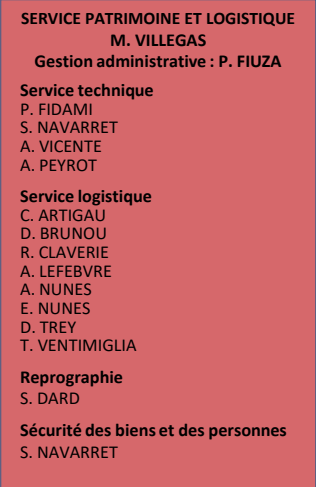 SERVICE PATRIMOINE ET LOGISTIQUE
M. VILLEGAS
Gestion administrative : P. FIUZA
Service technique
P. FIDAMI
S. NAVARRET
A. VICENTE
A. PEYROT
Service logistique
C. ARTIGAU
D. BRUNOU
R. CLAVERIE
A. LEFEBVRE
A. NUNES
E. NUNES
D. TREY
T. VENTIMIGLIA
Reprographie
S. DARD
Sécurité des biens et des personnes
S. NAVARRET